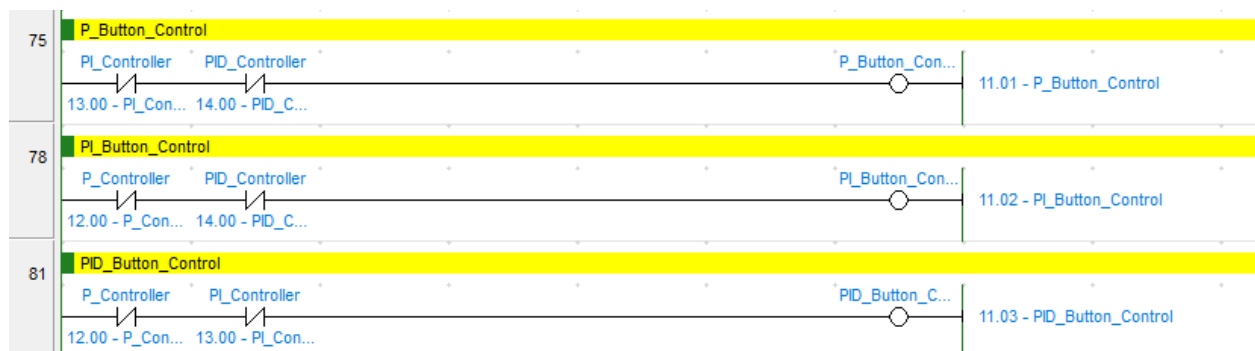 75
P_Button_Control
PI_Controller PID_Controller P_Button_Con...
11.01 - P_Button_Control
13.00 - PI_Con... 14.00 - PID_C...
78
PI_Button_Control
P_Controller PID_Controller PI_Button_Con...
11.02 - PI_Button_Control
12.00 - P_Con... 14.00 - PID_C...
81
PID_Button_Control
P_Controller PI_Controller PID_Button_C...
11.03 - PID_Button_Control
12.00 - P_Con... 13.00 - PI_Con...